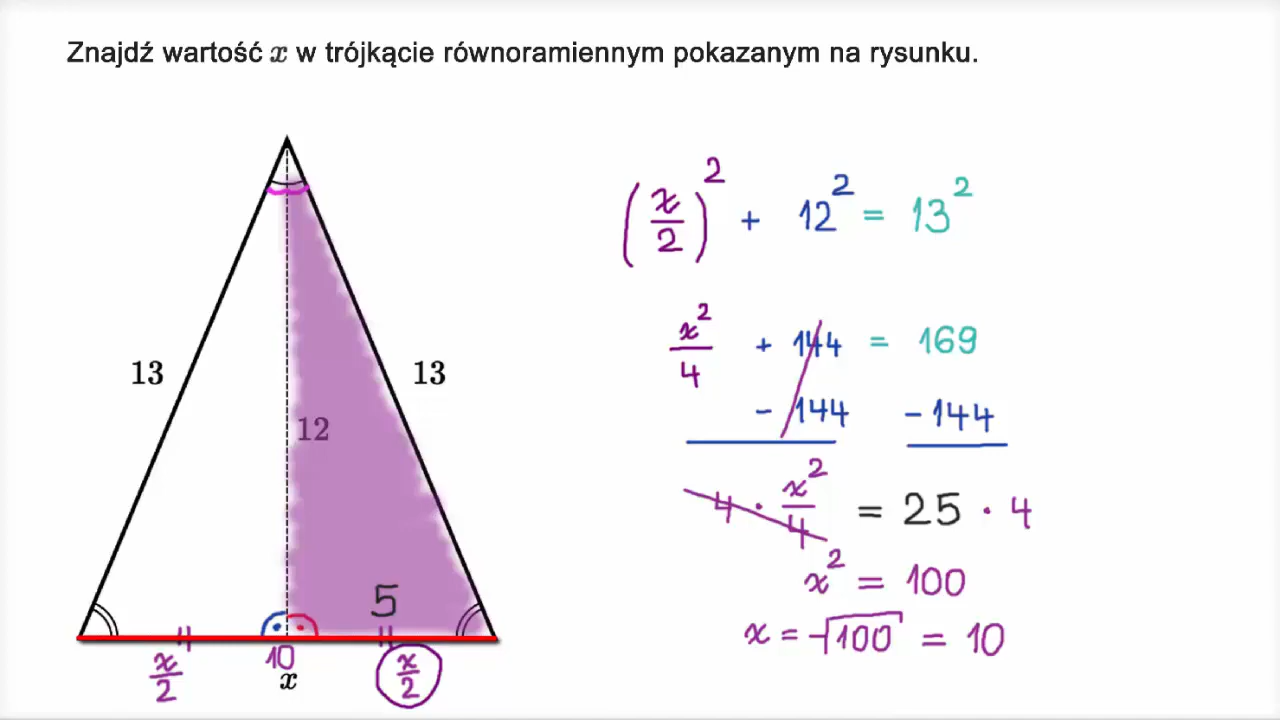 Znajdź wartość x w trójkącie równoramiennym pokazanym na rysunku.
(x/2)² + 12² = 13²
x²/4 + 144 = 169
- 144 - 144
4 · x²/4 = 25 · 4
x² = 100
x = √100 = 10
13 13
12
5
x/2 10 x/2
x